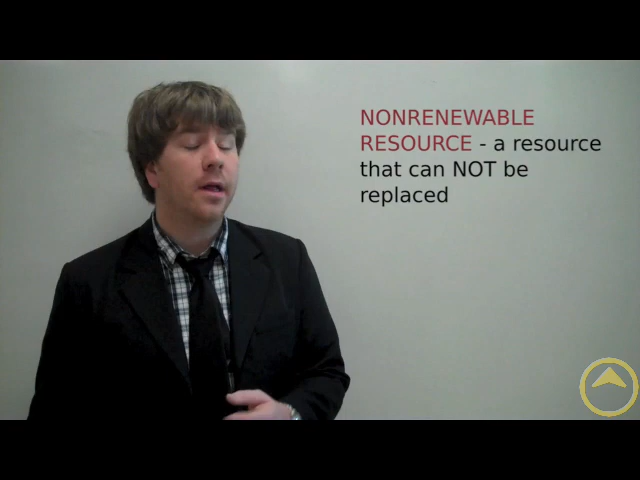 NONRENEWABLE
RESOURCE - a resource
that can NOT be
replaced